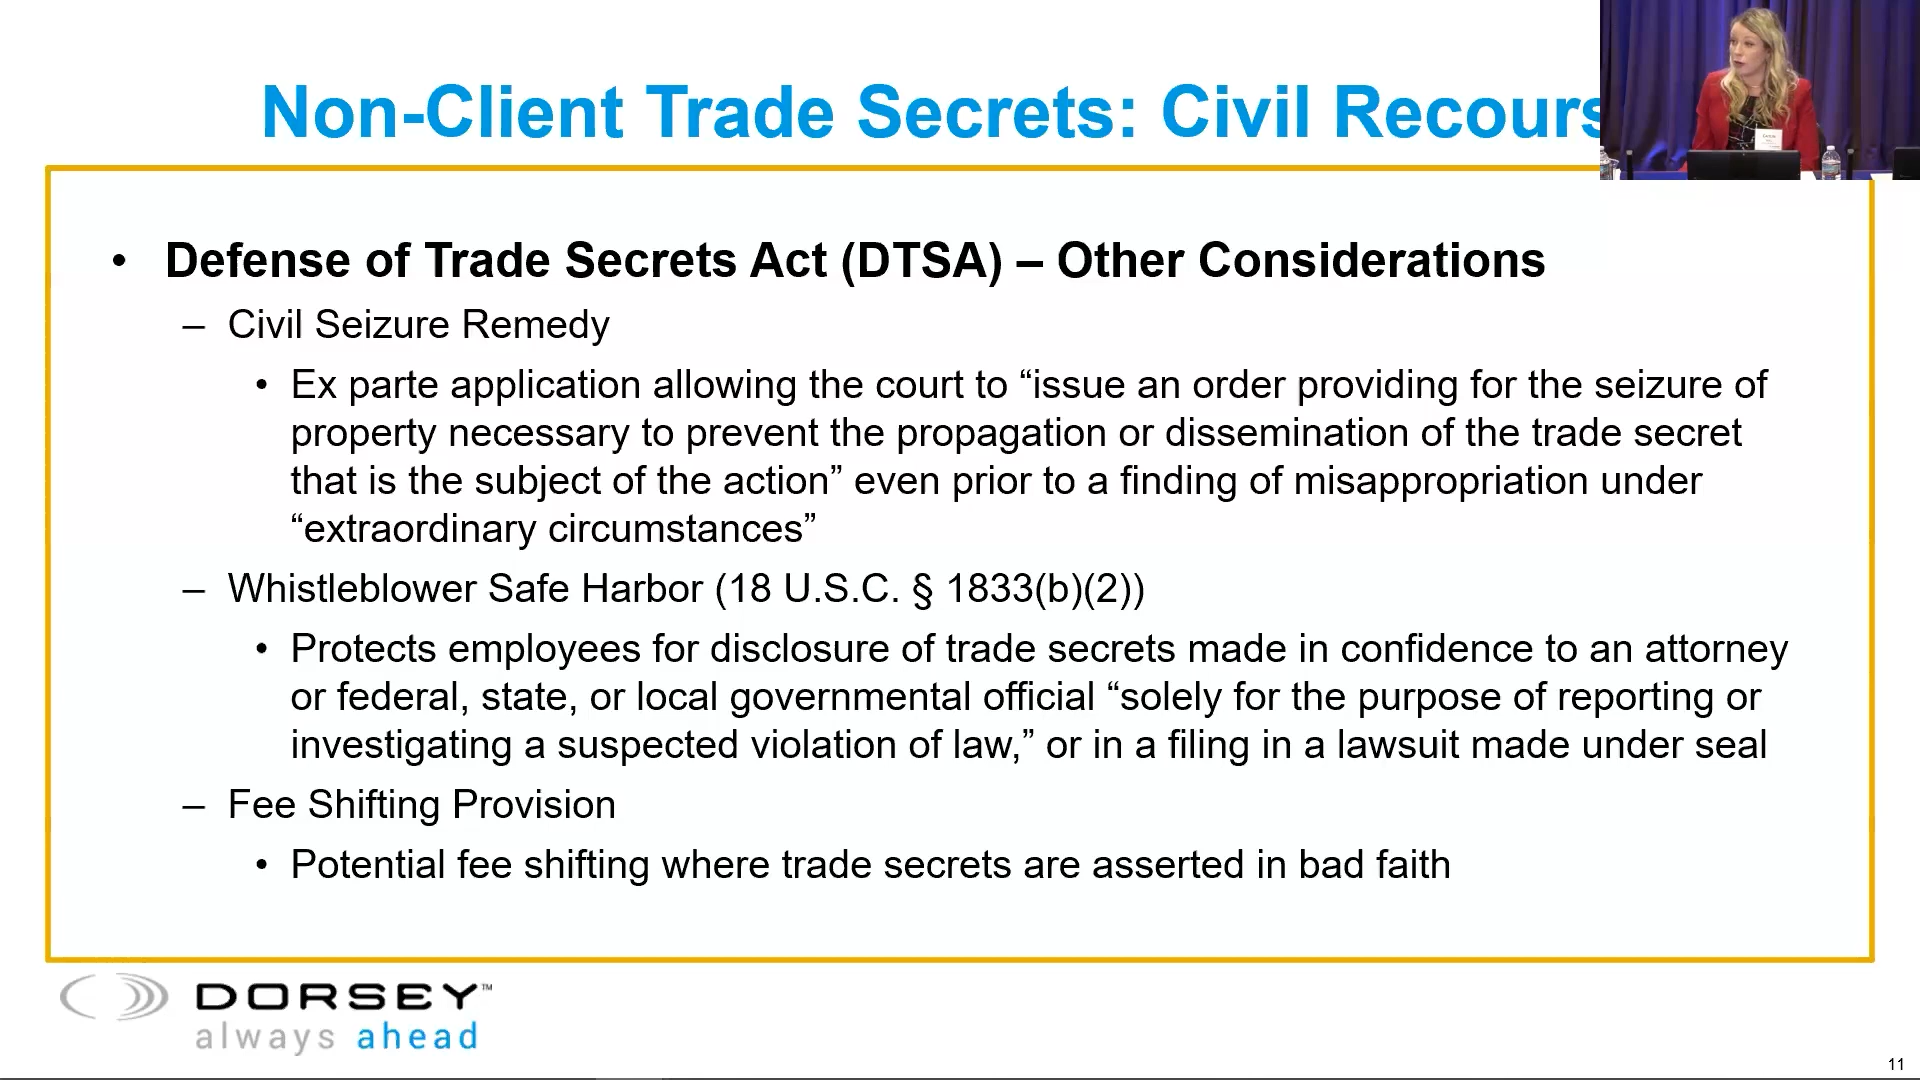 Non-Client Trade Secrets: Civil Recours
• Defense of Trade Secrets Act (DTSA) – Other Considerations
– Civil Seizure Remedy
• Ex parte application allowing the court to “issue an order providing for the seizure of
property necessary to prevent the propagation or dissemination of the trade secret
that is the subject of the action” even prior to a finding of misappropriation under
“extraordinary circumstances”
– Whistleblower Safe Harbor (18 U.S.C. § 1833(b)(2))
• Protects employees for disclosure of trade secrets made in confidence to an attorney
or federal, state, or local governmental official “solely for the purpose of reporting or
investigating a suspected violation of law,” or in a filing in a lawsuit made under seal
– Fee Shifting Provision
• Potential fee shifting where trade secrets are asserted in bad faith
DORSEY™
always ahead
11